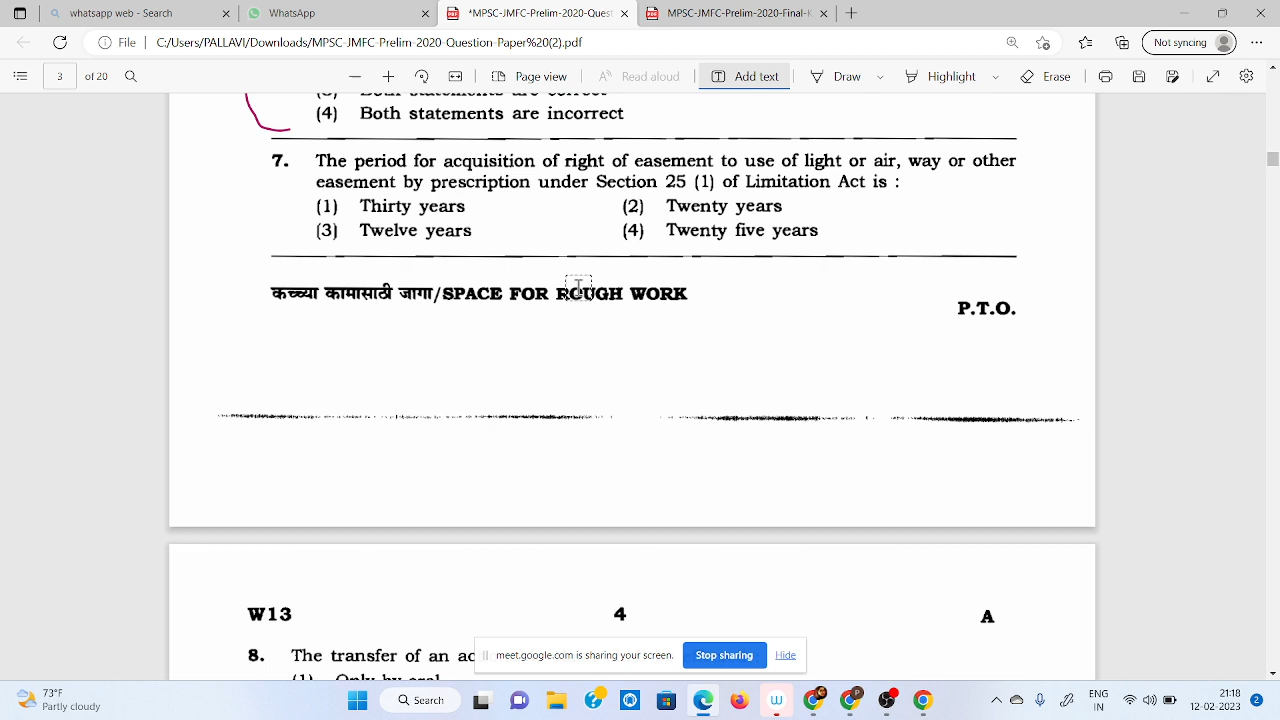 whatsapp web - Search
WhatsApp
*MPSC-JMFC-Prelim-2020-Quest
MPSC-JMFC-Prelim-2020-Final-K
File
C:/Users/PALLAVI/Downloads/MPSC-JMFC-Prelim-2020-Question-Paper%20(2).pdf
Not syncing
3 of 20
Page view
Read aloud
Add text
Draw
Highlight
Erase
(4) Both statements are incorrect
7. The period for acquisition of right of easement to use of light or air, way or other
easement by prescription under Section 25 (1) of Limitation Act is :
(1) Thirty years (2) Twenty years
(3) Twelve years (4) Twenty five years
कच्च्या कामासाठी जागा/SPACE FOR ROUGH WORK
P.T.O.
W13 4 A
8. The transfer of an ac
meet.google.com is sharing your screen. Stop sharing Hide
73°F
Partly cloudy
Search
ENG
IN
21:18
12-02-2023
2